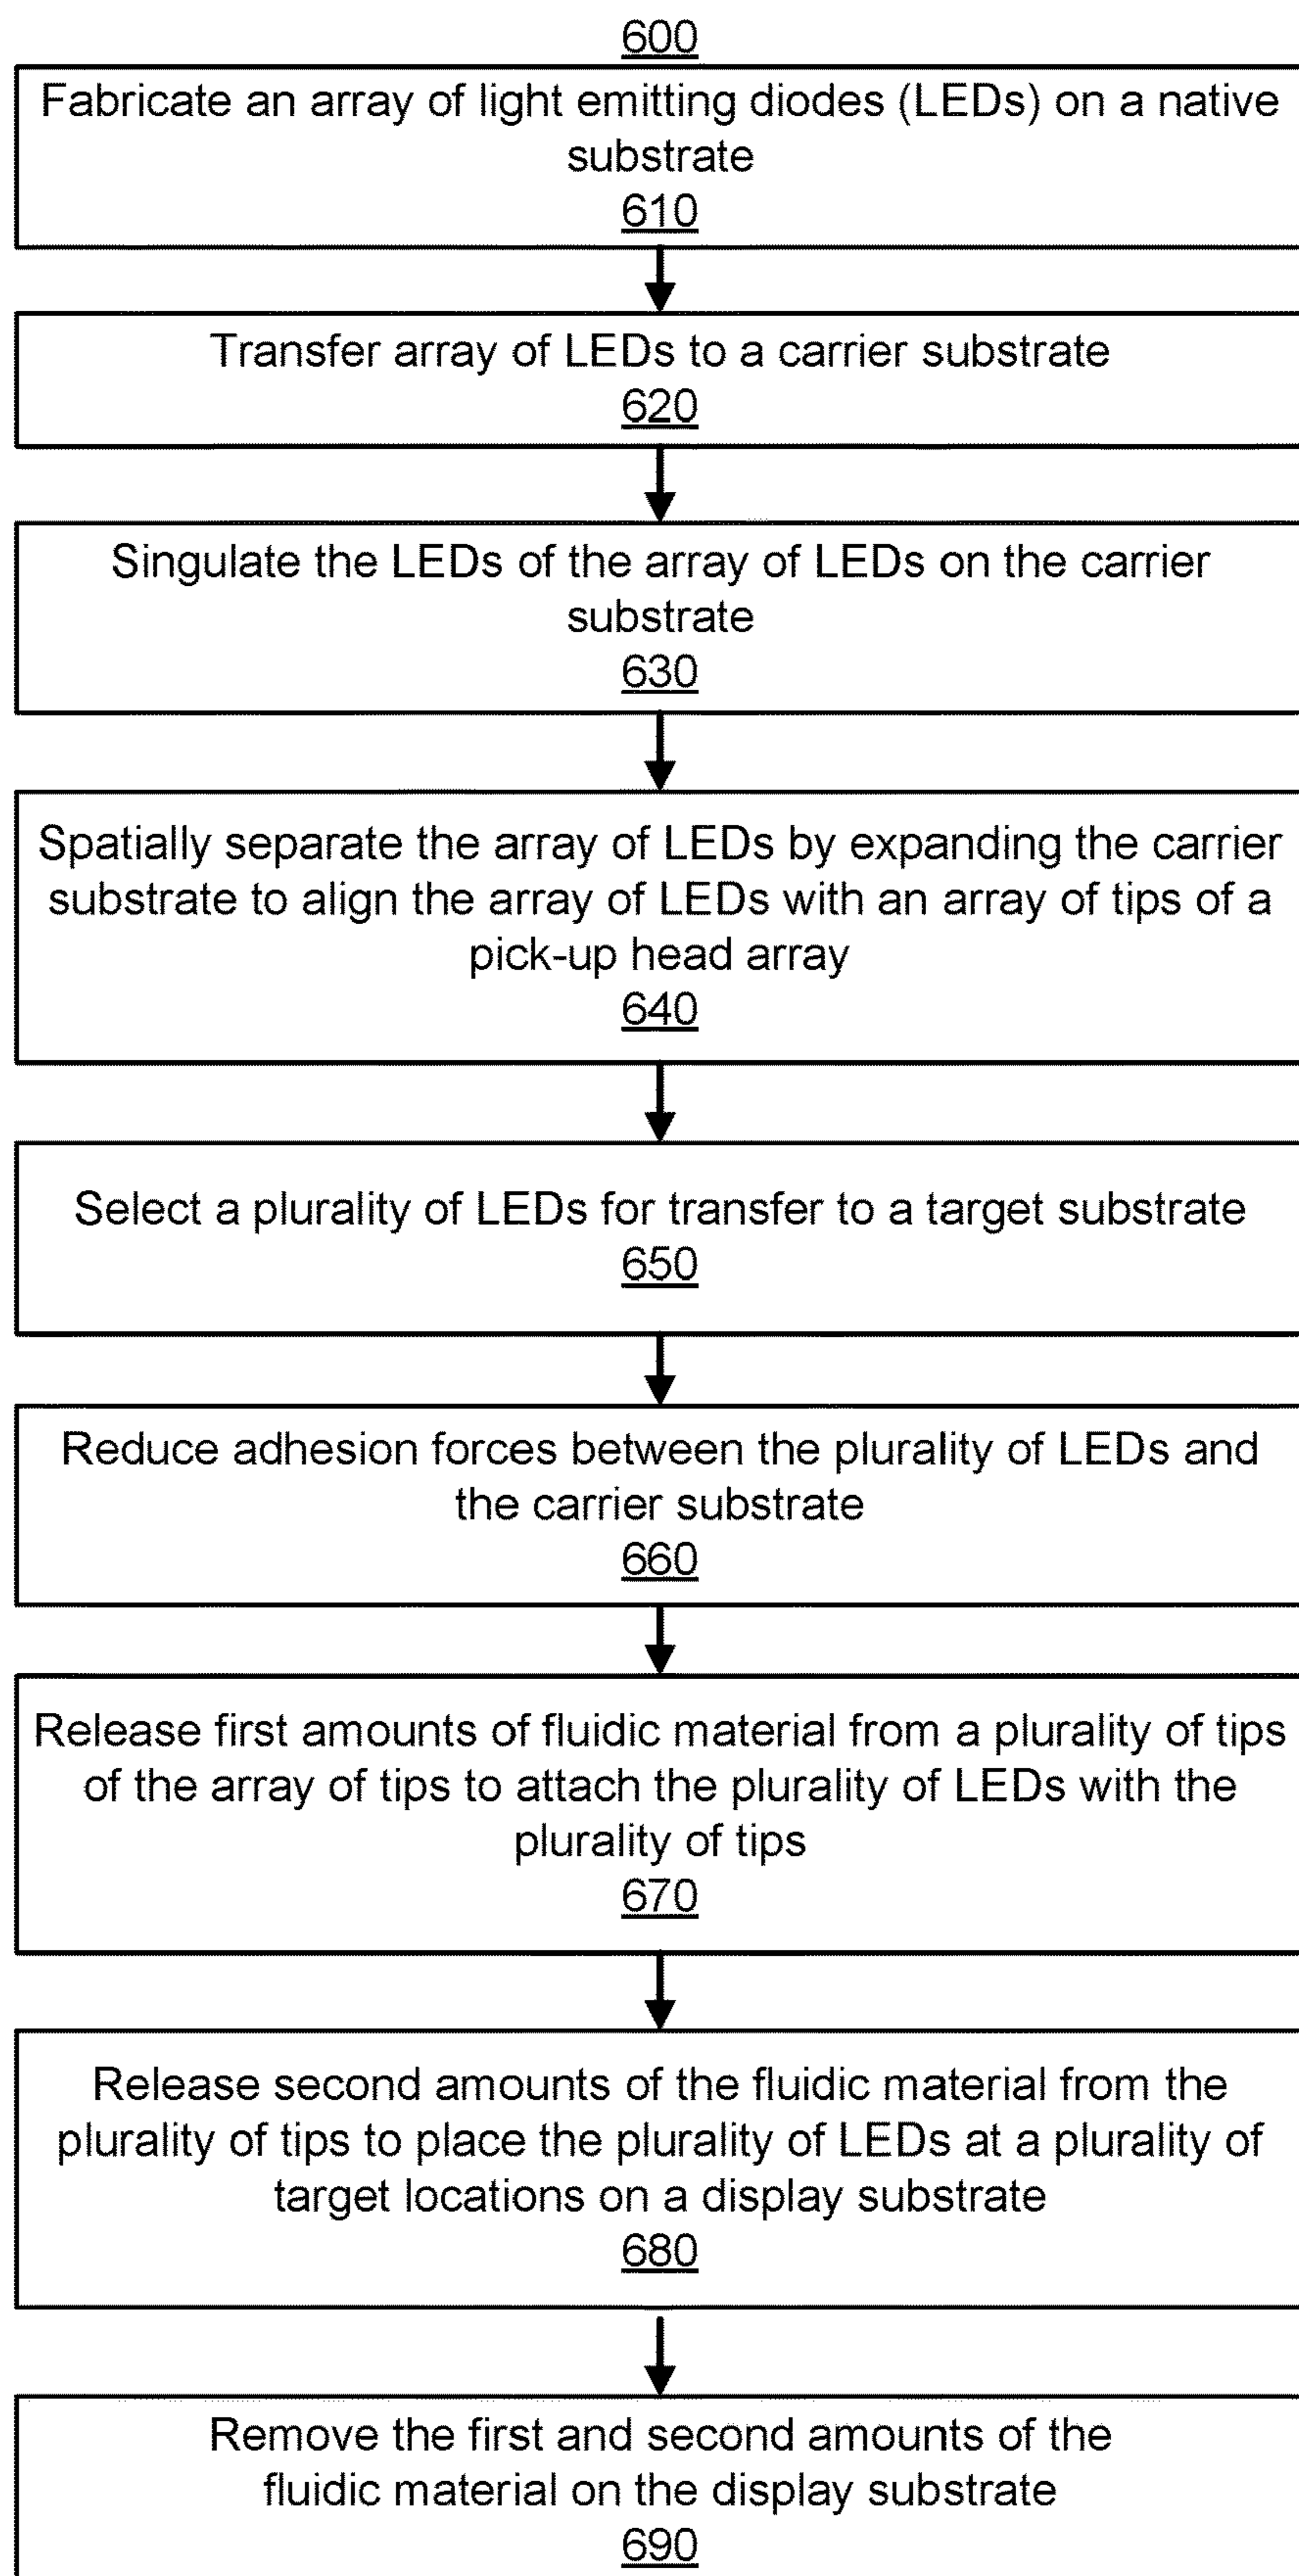 600
Fabricate an array of light emitting diodes (LEDs) on a native
substrate
610
Transfer array of LEDs to a carrier substrate
620
Singulate the LEDs of the array of LEDs on the carrier
substrate
630
Spatially separate the array of LEDs by expanding the carrier
substrate to align the array of LEDs with an array of tips of a
pick-up head array
640
Select a plurality of LEDs for transfer to a target substrate
650
Reduce adhesion forces between the plurality of LEDs and
the carrier substrate
660
Release first amounts of fluidic material from a plurality of tips
of the array of tips to attach the plurality of LEDs with the
plurality of tips
670
Release second amounts of the fluidic material from the
plurality of tips to place the plurality of LEDs at a plurality of
target locations on a display substrate
680
Remove the first and second amounts of the
fluidic material on the display substrate
690